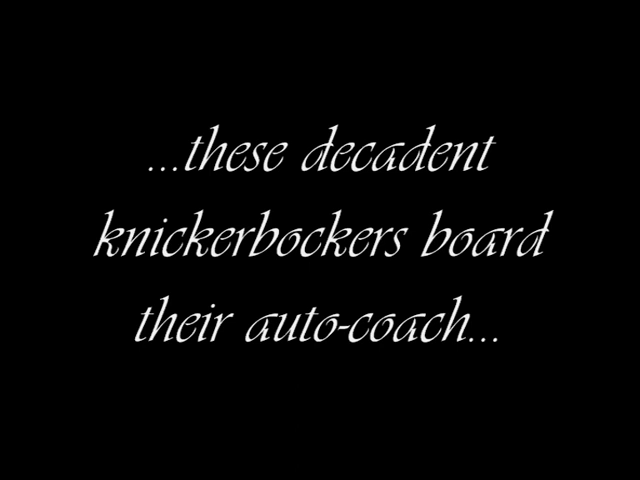 ...these decadent
knickerbockers board
their auto-coach...